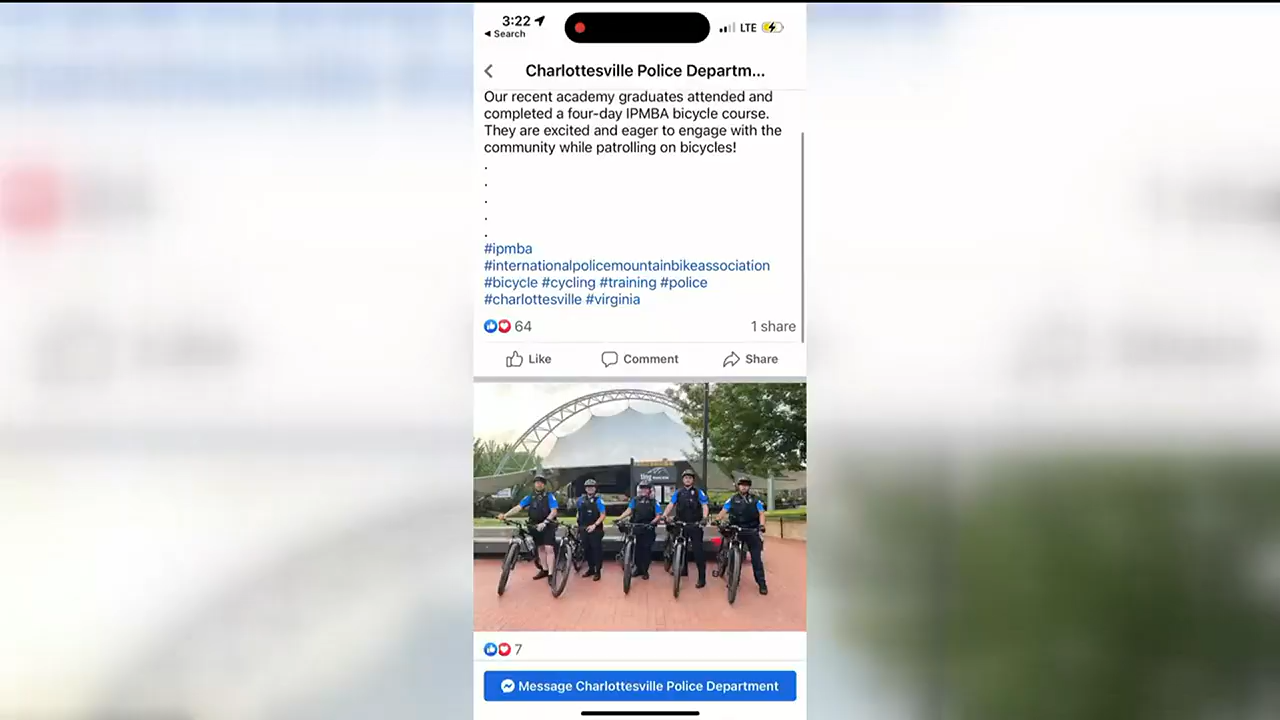 3:22
Search
LTE
Charlottesville Police Departm...
Our recent academy graduates attended and
completed a four-day IPMBA bicycle course.
They are excited and eager to engage with the
community while patrolling on bicycles!
.
.
.
.
.
#ipmba
#internationalpolicemountainbikeassociation
#bicycle #cycling #training #police
#charlottesville #virginia
64
1 share
Like
Comment
Share
7
Message Charlottesville Police Department